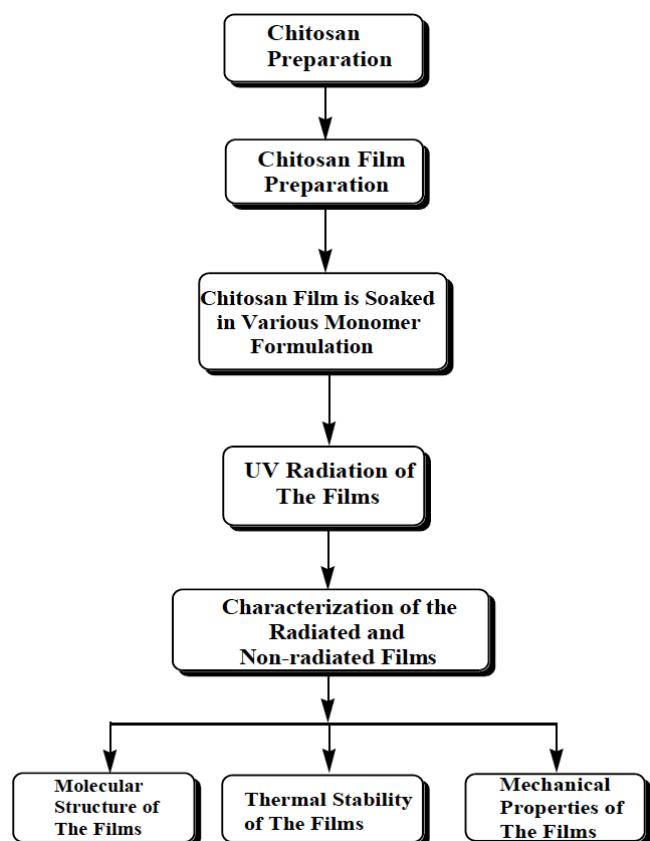 Chitosan
Preparation
Chitosan Film
Preparation
Chitosan Film is Soaked
in Various Monomer
Formulation
UV Radiation of
The Films
Characterization of the
Radiated and
Non-radiated Films
Molecular
Structure of
The Films
Thermal Stability
of The Films
Mechanical
Properties of
The Films